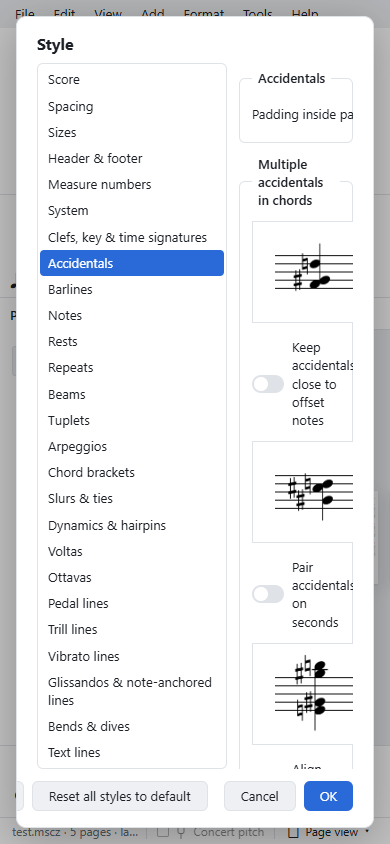 File Edit View Add Format Tools Help
Style
Score
Spacing
Sizes
Header & footer
Measure numbers
System
Clefs, key & time signatures
Accidentals
Barlines
Notes
Rests
Repeats
Beams
Tuplets
Arpeggios
Chord brackets
Slurs & ties
Dynamics & hairpins
Voltas
Ottavas
Pedal lines
Trill lines
Vibrato lines
Glissandos & note-anchored
lines
Bends & dives
Text lines
Accidentals
Padding inside pa
Multiple
accidentals
in chords
Keep
accidentals
close to
offset
notes
Pair
accidentals
on
seconds
Align
Reset all styles to default
Cancel
OK
test.mscz · 5 pages · la...
Concert pitch
Page view